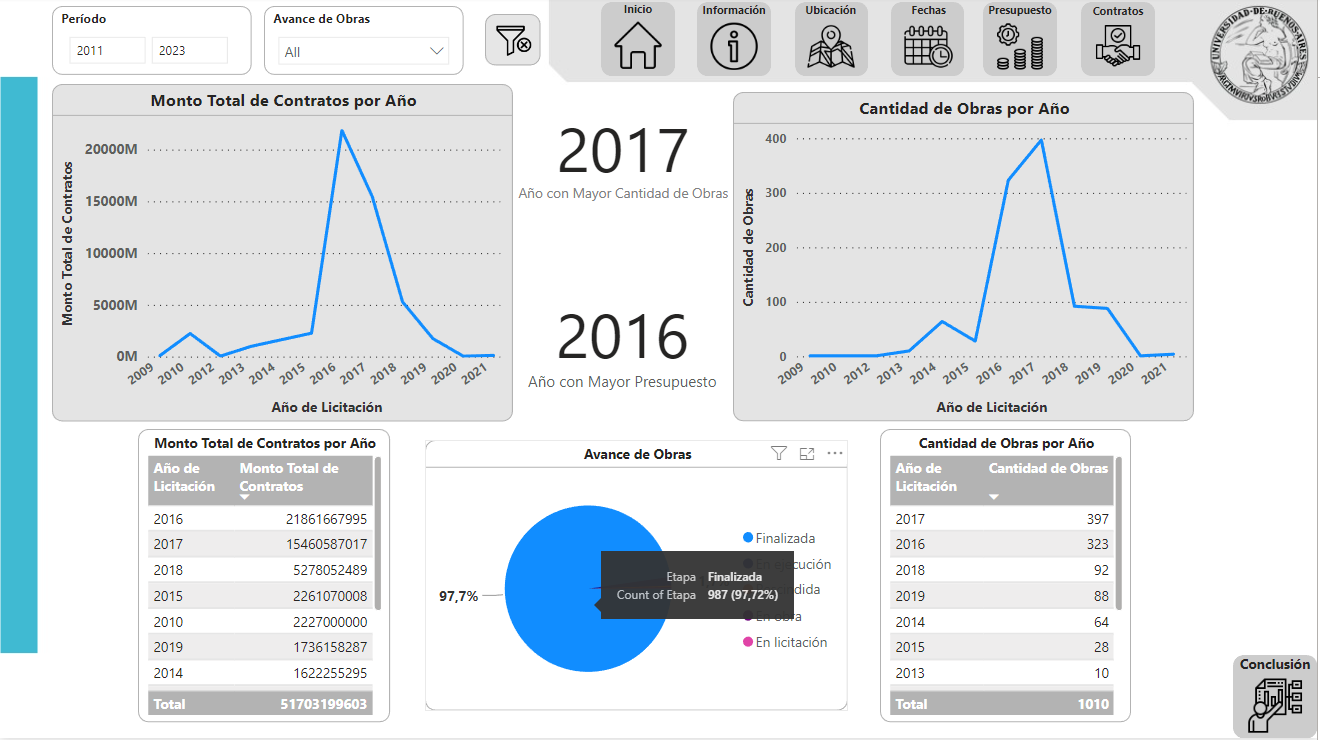 Período
2011
2023
Avance de Obras
All
Inicio
Información
Ubicación
Fechas
Presupuesto
Contratos
UNIVERSIDAD·DE·BUENOS·AIRES
Monto Total de Contratos por Año
Monto Total de Contratos
20000M
15000M
10000M
5000M
0M
2009
2010
2012
2013
2014
2015
2016
2017
2018
2019
2020
2021
Año de Licitación
2017
Año con Mayor Cantidad de Obras
2016
Año con Mayor Presupuesto
Cantidad de Obras por Año
Cantidad de Obras
400
300
200
100
0
2009
2010
2012
2013
2014
2015
2016
2017
2018
2019
2020
2021
Año de Licitación
Monto Total de Contratos por Año
Año de Licitación Monto Total de Contratos
2016 21861667995
2017 15460587017
2018 5278052489
2015 2261070008
2010 2227000000
2019 1736158287
2014 1622255295
Total 51703199603
Avance de Obras
97,7%
Finalizada
En ejecución
En obra
En licitación
Etapa Finalizada
Count of Etapa 987 (97,72%)
Cantidad de Obras por Año
Año de Licitación Cantidad de Obras
2017 397
2016 323
2018 92
2019 88
2014 64
2015 28
2013 10
Total 1010
Conclusión